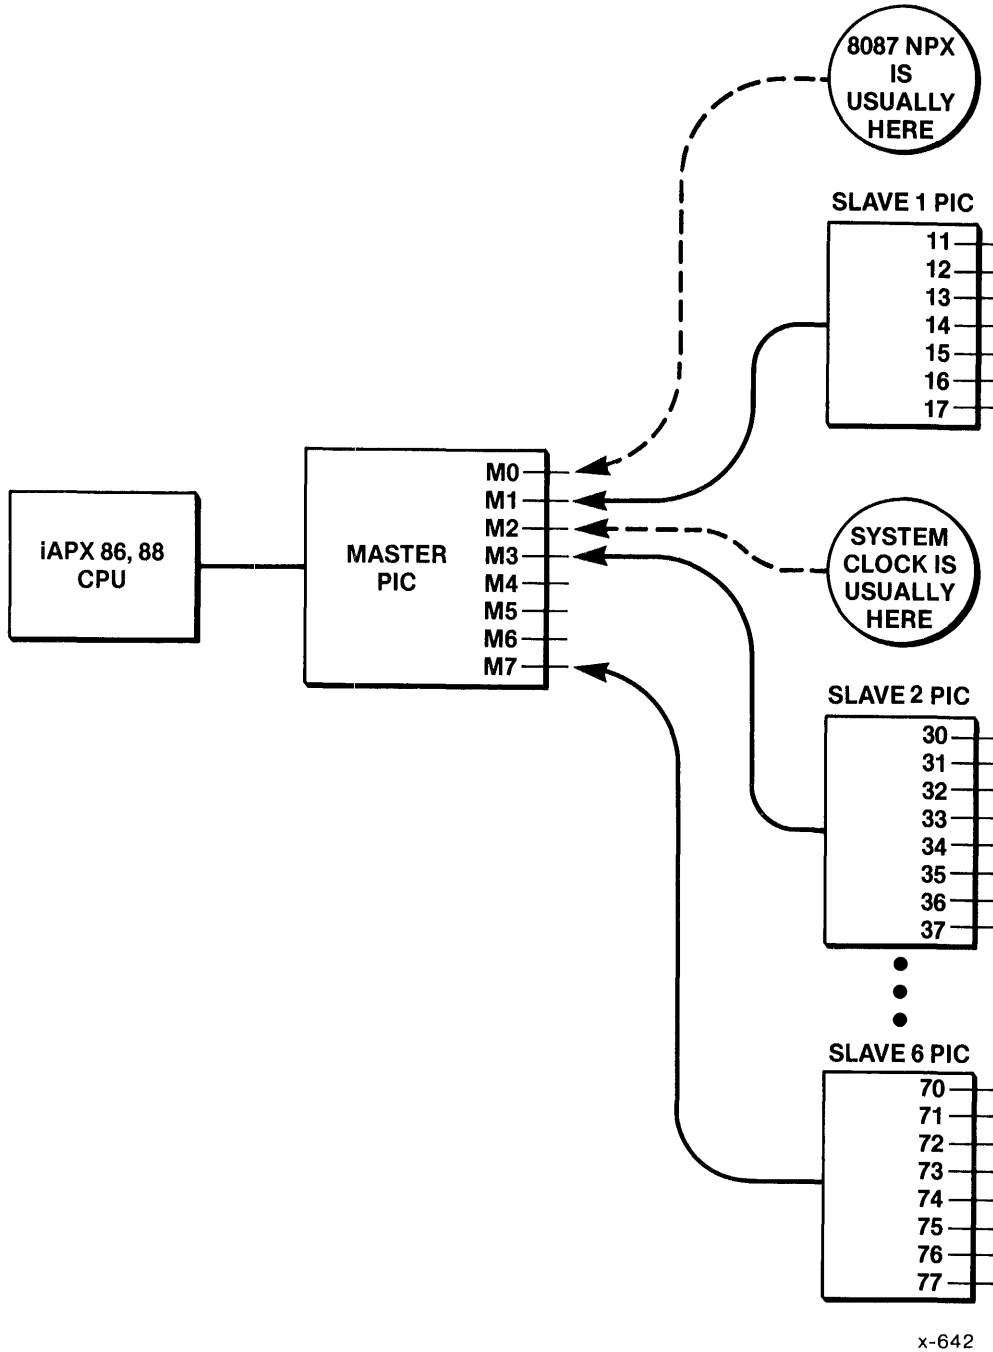 8087 NPX
IS
USUALLY
HERE
SLAVE 1 PIC
11
12
13
14
15
16
17
iAPX 86, 88
CPU
MASTER
PIC
M0
M1
M2
M3
M4
M5
M6
M7
SYSTEM
CLOCK IS
USUALLY
HERE
SLAVE 2 PIC
30
31
32
33
34
35
36
37
SLAVE 6 PIC
70
71
72
73
74
75
76
77
x-642